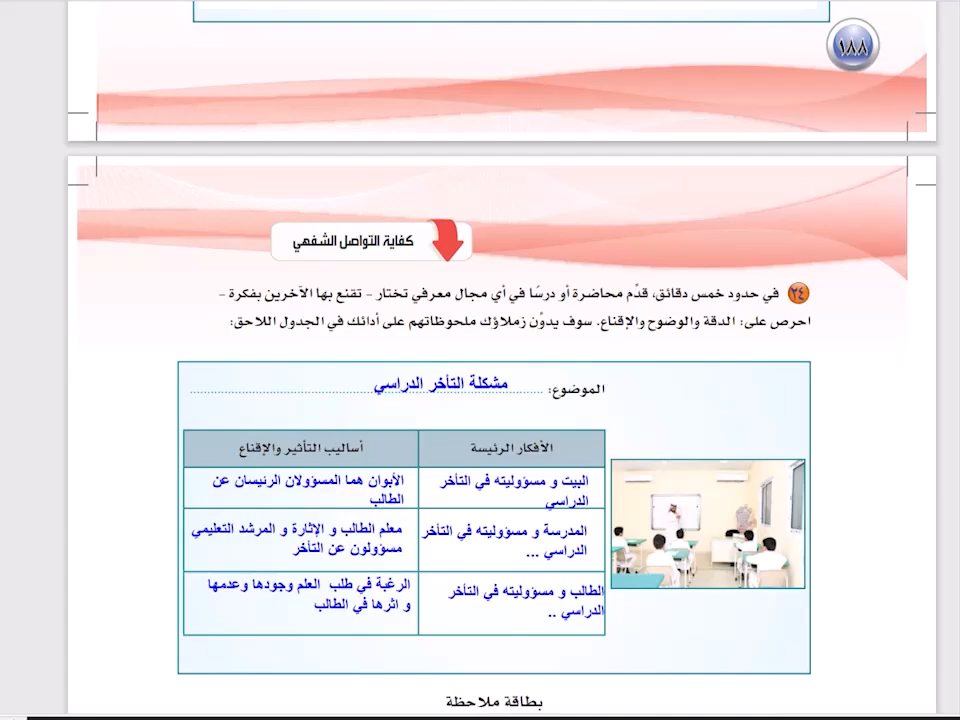 ١٨٨
كفاية التواصل الشفهي
٢٤ في حدود خمس دقائق، قدِّم محاضرة أو درسًا في أي مجال معرفي تختار - تقنع بها الآخرين بفكرة -
احرص على: الدقة والوضوح والإقناع. سوف يدوِّن زملاؤك ملحوظاتهم على أدائك في الجدول اللاحق:
الموضوع: مشكلة التأخر الدراسي
الأفكار الرئيسة
أساليب التأثير والإقناع
البيت و مسؤوليته في التأخر
الدراسي
الأبوان هما المسؤولان الرئيسان عن
الطالب
المدرسة و مسؤوليته في التأخر
الدراسي ...
معلم الطالب و الإثارة و المرشد التعليمي
مسؤولون عن التأخر
الطالب و مسؤوليته في التأخر
الدراسي ..
الرغبة في طلب العلم وجودها وعدمها
و اثرها في الطالب
بطاقة ملاحظة